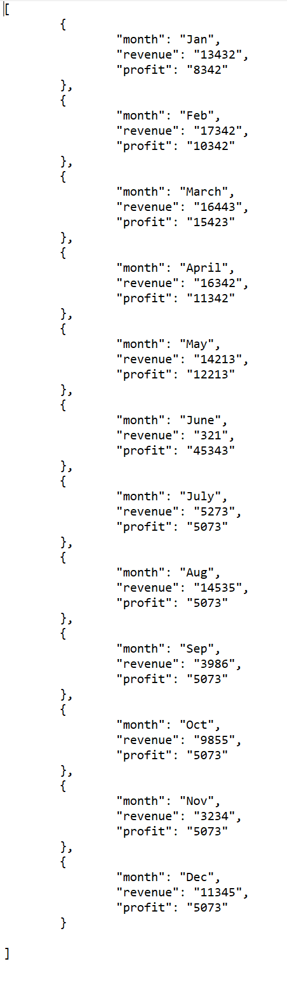 [
	{
		"month": "Jan",
		"revenue": "13432",
		"profit": "8342"
	},
	{
		"month": "Feb",
		"revenue": "17342",
		"profit": "10342"
	},
	{
		"month": "March",
		"revenue": "16443",
		"profit": "15423"
	},
	{
		"month": "April",
		"revenue": "16342",
		"profit": "11342"
	},
	{
		"month": "May",
		"revenue": "14213",
		"profit": "12213"
	},
	{
		"month": "June",
		"revenue": "321",
		"profit": "45343"
	},
	{
		"month": "July",
		"revenue": "5273",
		"profit": "5073"
	},
	{
		"month": "Aug",
		"revenue": "14535",
		"profit": "5073"
	},
	{
		"month": "Sep",
		"revenue": "3986",
		"profit": "5073"
	},
	{
		"month": "Oct",
		"revenue": "9855",
		"profit": "5073"
	},
	{
		"month": "Nov",
		"revenue": "3234",
		"profit": "5073"
	},
	{
		"month": "Dec",
		"revenue": "11345",
		"profit": "5073"
	}

]